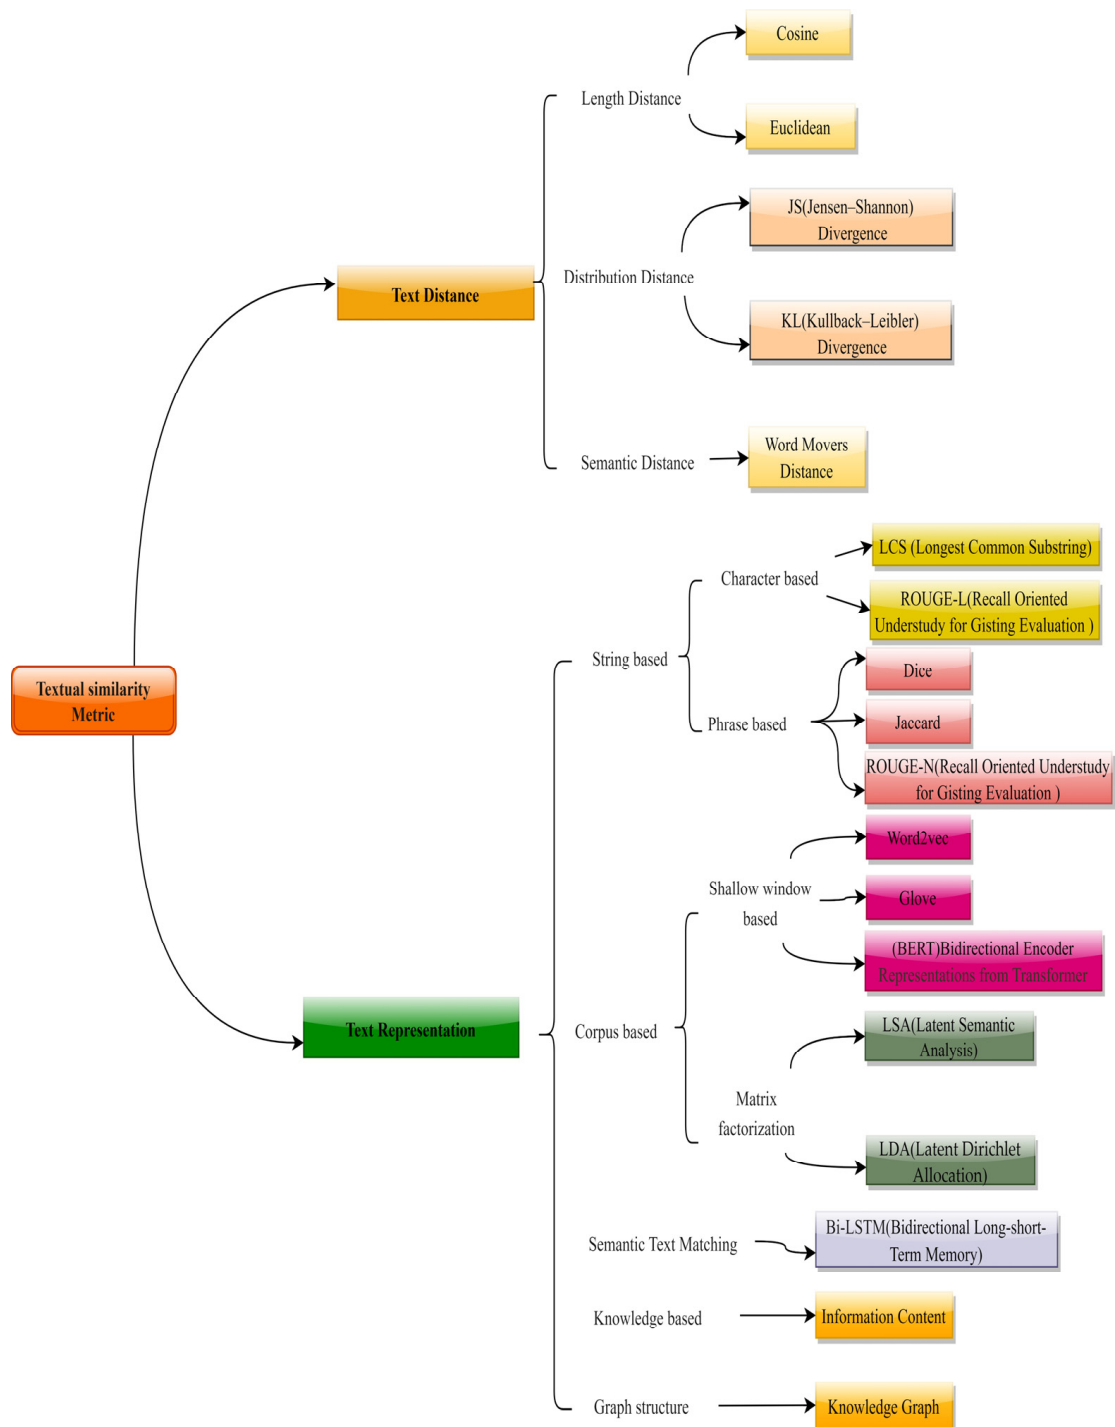 Cosine
Length Distance
Euclidean
JS(Jensen–Shannon)
Divergence
Text Distance
Distribution Distance
KL(Kullback–Leibler)
Divergence
Semantic Distance
Word Movers
Distance
LCS (Longest Common Substring)
Character based
ROUGE-L(Recall Oriented
Understudy for Gisting Evaluation )
String based
Dice
Textual similarity
Metric
Phrase based
Jaccard
ROUGE-N(Recall Oriented Understudy
for Gisting Evaluation )
Word2vec
Shallow window
based
Glove
(BERT)Bidirectional Encoder
Representations from Transformer
Text Representation
Corpus based
LSA(Latent Semantic
Analysis)
Matrix
factorization
LDA(Latent Dirichlet
Allocation)
Semantic Text Matching
Bi-LSTM(Bidirectional Long-short-
Term Memory)
Knowledge based
Information Content
Graph structure
Knowledge Graph